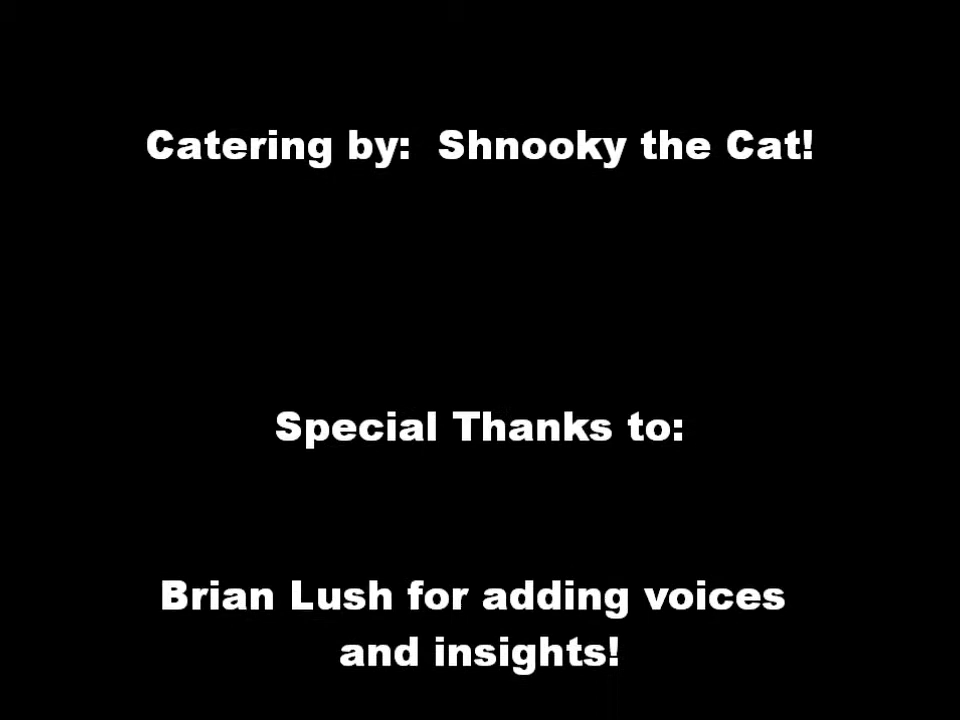 Catering by:  Shnooky the Cat!
Special Thanks to:
Brian Lush for adding voices
and insights!